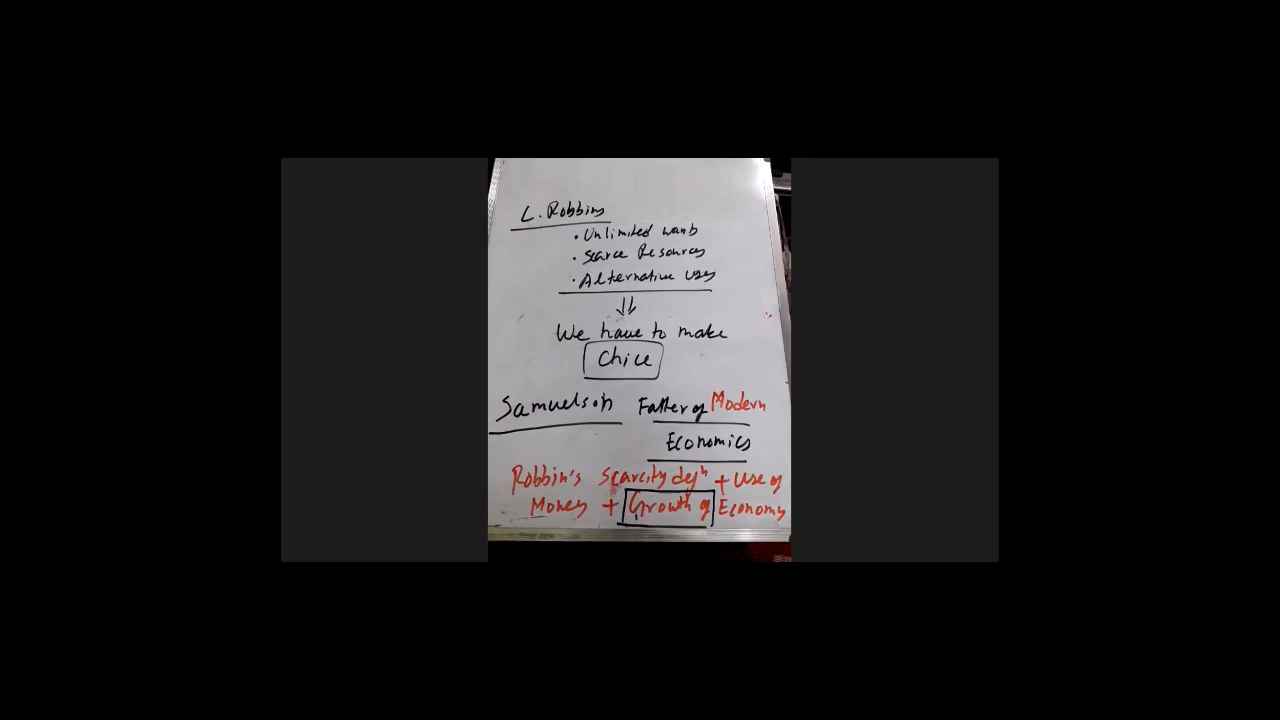 L. Robbins
• Unlimited wants
• Scarce Resources
• Alternative uses
We have to make
Chice
Samuelson Father of Modern
Economics
Robbin's Scarcity defⁿ + use of
Money + Growth of Economy